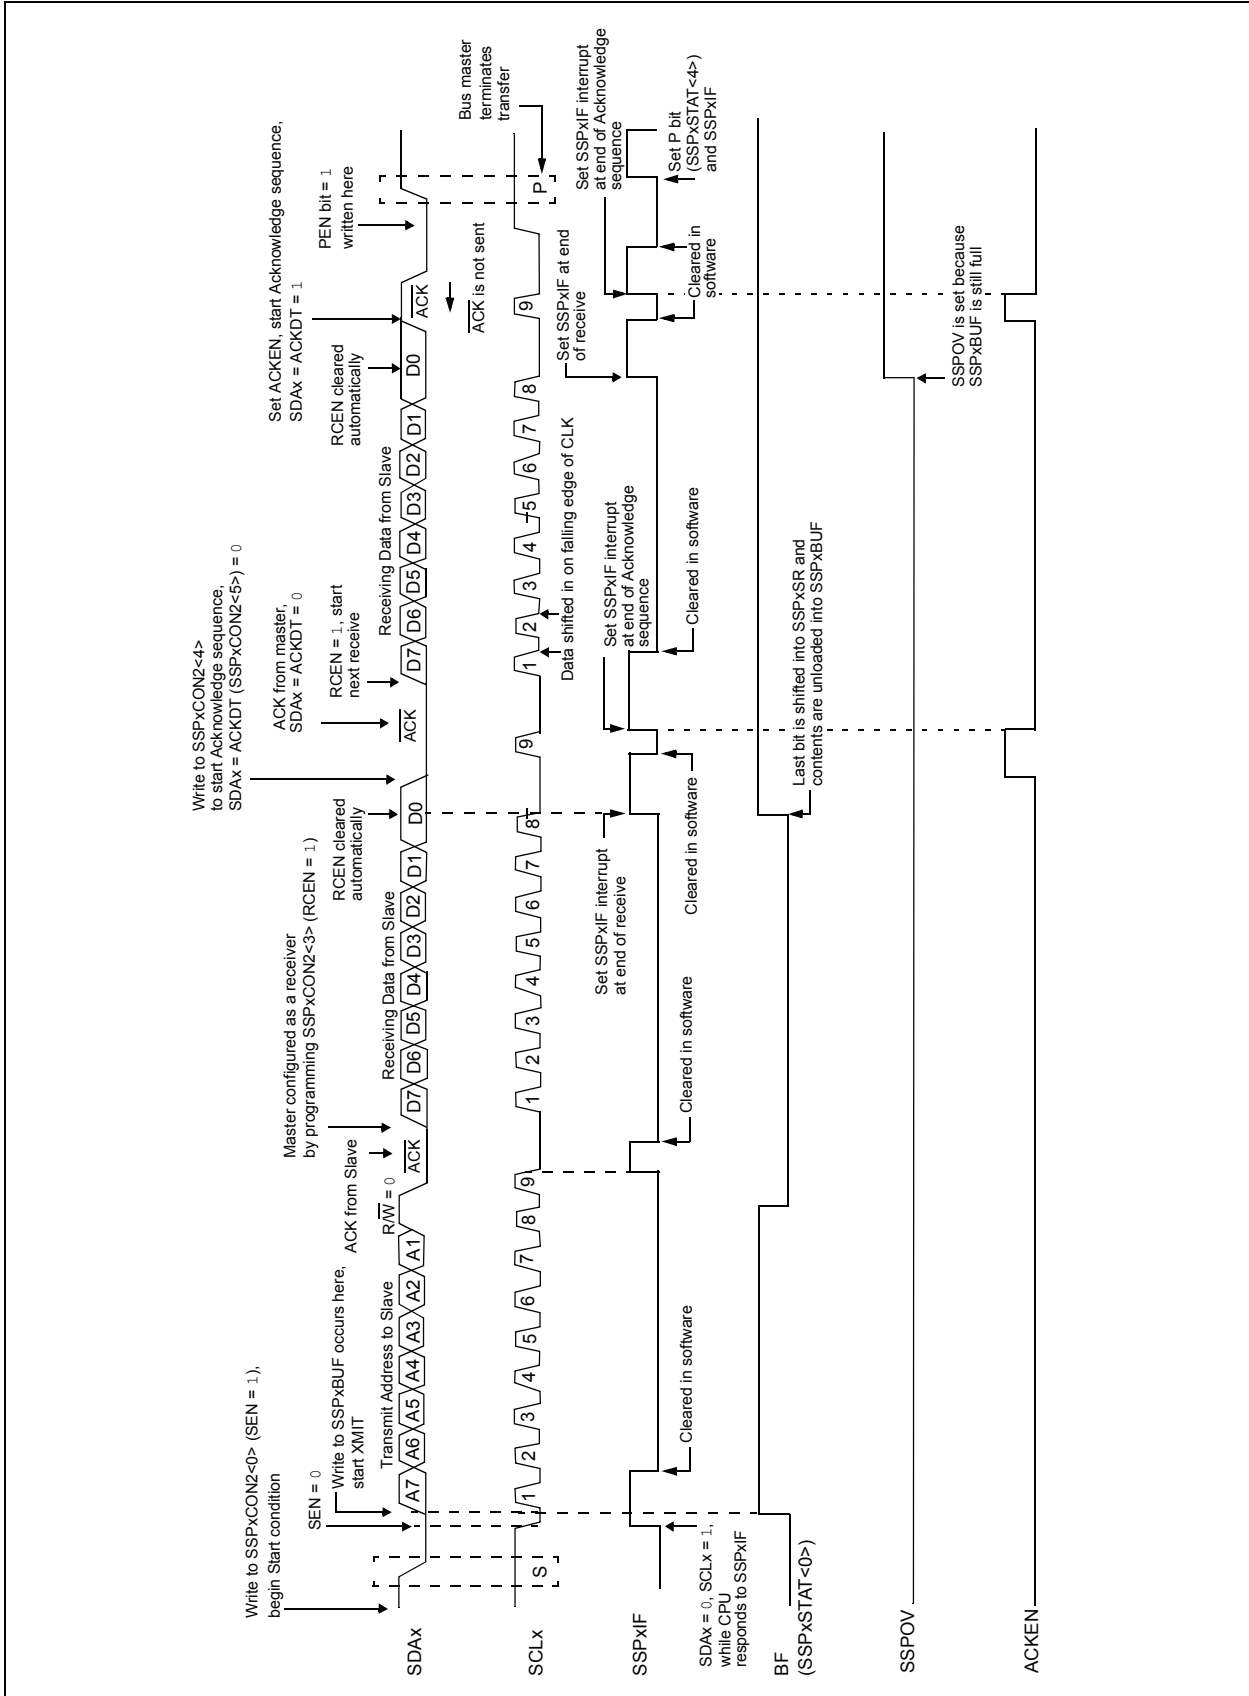 Write to SSPxCON2<0> (SEN = 1),
begin Start condition
SEN = 0
Write to SSPxBUF occurs here,
start XMIT
ACK from Slave
Master configured as a receiver
by programming SSPxCON2<3> (RCEN = 1)
RCEN cleared
automatically
Write to SSPxCON2<4>
to start Acknowledge sequence,
SDAx = ACKDT (SSPxCON2<5>) = 0
ACK from master,
SDAx = ACKDT = 0
RCEN = 1, start
next receive
RCEN cleared
automatically
Set ACKEN, start Acknowledge sequence,
SDAx = ACKDT = 1
PEN bit = 1
written here
Transmit Address to Slave
R/W = 0
Receiving Data from Slave
Receiving Data from Slave
SDAx
A7 A6 A5 A4 A3 A2 A1
ACK
D7 D6 D5 D4 D3 D2 D1 D0
ACK
D7 D6 D5 D4 D3 D2 D1 D0
ACK
ACK is not sent
Bus master
terminates
transfer
SCLx
S
1 2 3 4 5 6 7 8 9
1 2 3 4 5 6 7 8 9
1 2 3 4 5 6 7 8 9
P
Data shifted in on falling edge of CLK
Set SSPxIF interrupt
at end of receive
Set SSPxIF interrupt
at end of Acknowledge
sequence
Set SSPxIF at end
of receive
Set SSPxIF interrupt
at end of Acknowledge
sequence
SSPxIF
SDAx = 0, SCLx = 1,
while CPU
responds to SSPxIF
Cleared in software
Cleared in software
Cleared in software
Cleared in software
Cleared in
software
Set P bit
(SSPxSTAT<4>)
and SSPxIF
BF
(SSPxSTAT<0>)
Last bit is shifted into SSPxSR and
contents are unloaded into SSPxBUF
SSPOV
SSPOV is set because
SSPxBUF is still full
ACKEN